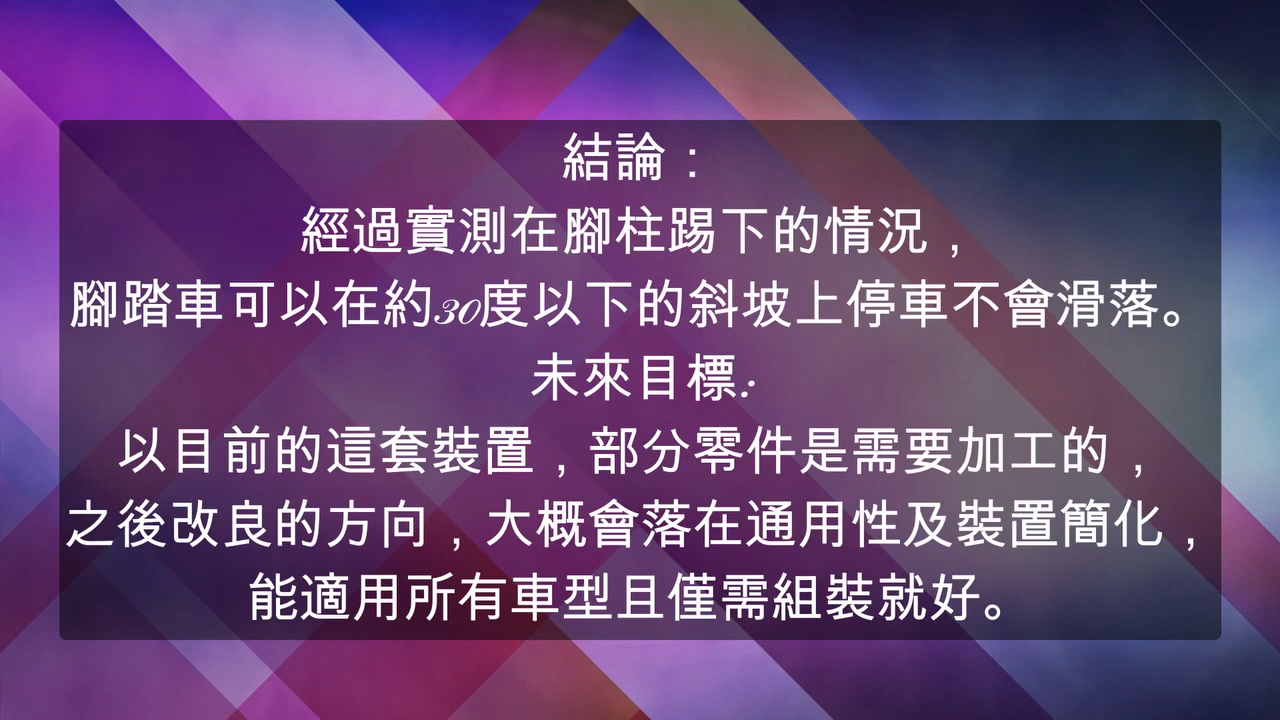 結論：
經過實測在腳柱踢下的情況，
腳踏車可以在約30度以下的斜坡上停車不會滑落。
未來目標:
以目前的這套裝置，部分零件是需要加工的，
之後改良的方向，大概會落在通用性及裝置簡化，
能適用所有車型且僅需組裝就好。